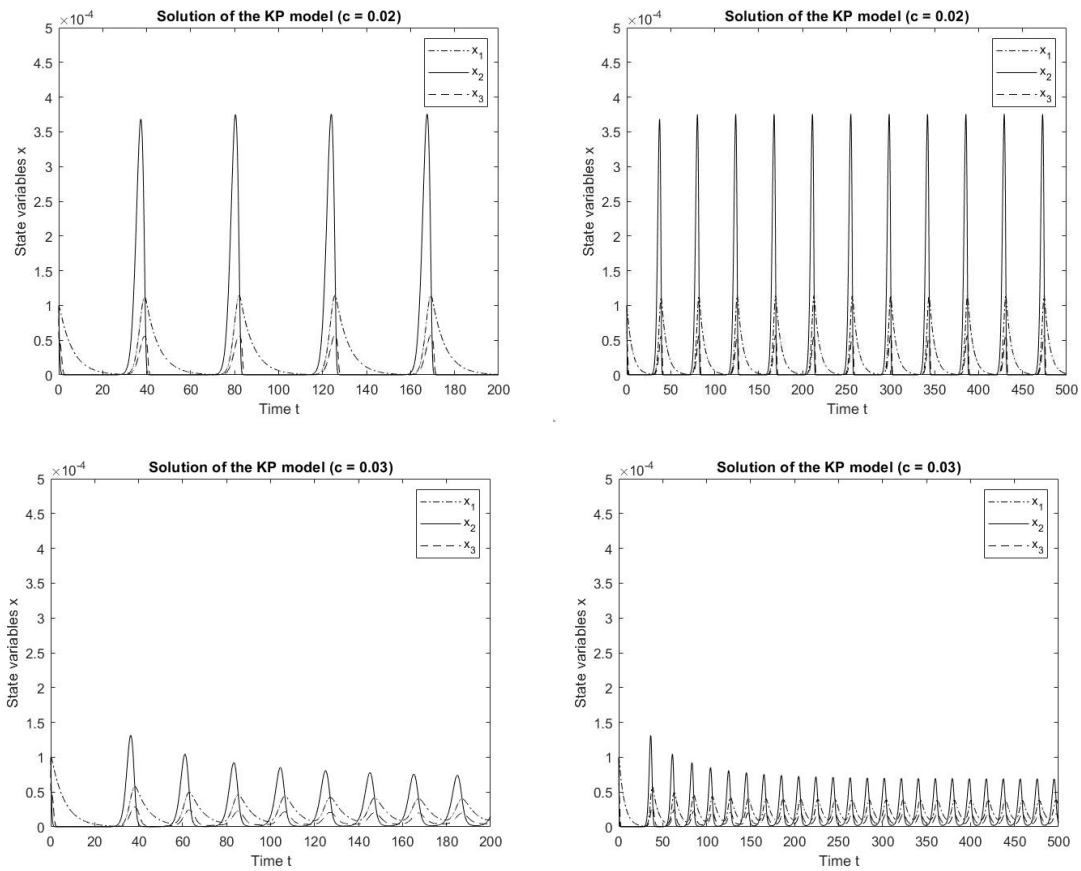 Solution of the KP model (c = 0.02)
×10⁻⁴
5
4.5
4
3.5
3
2.5
2
1.5
1
0.5
0
State variables x
0 20 40 60 80 100 120 140 160 180 200
Time t
x₁
x₂
x₃
Solution of the KP model (c = 0.02)
×10⁻⁴
5
4.5
4
3.5
3
2.5
2
1.5
1
0.5
0
State variables x
0 50 100 150 200 250 300 350 400 450 500
Time t
x₁
x₂
x₃
Solution of the KP model (c = 0.03)
×10⁻⁴
5
4.5
4
3.5
3
2.5
2
1.5
1
0.5
0
State variables x
0 20 40 60 80 100 120 140 160 180 200
Time t
x₁
x₂
x₃
Solution of the KP model (c = 0.03)
×10⁻⁴
5
4.5
4
3.5
3
2.5
2
1.5
1
0.5
0
State variables x
0 50 100 150 200 250 300 350 400 450 500
Time t
x₁
x₂
x₃